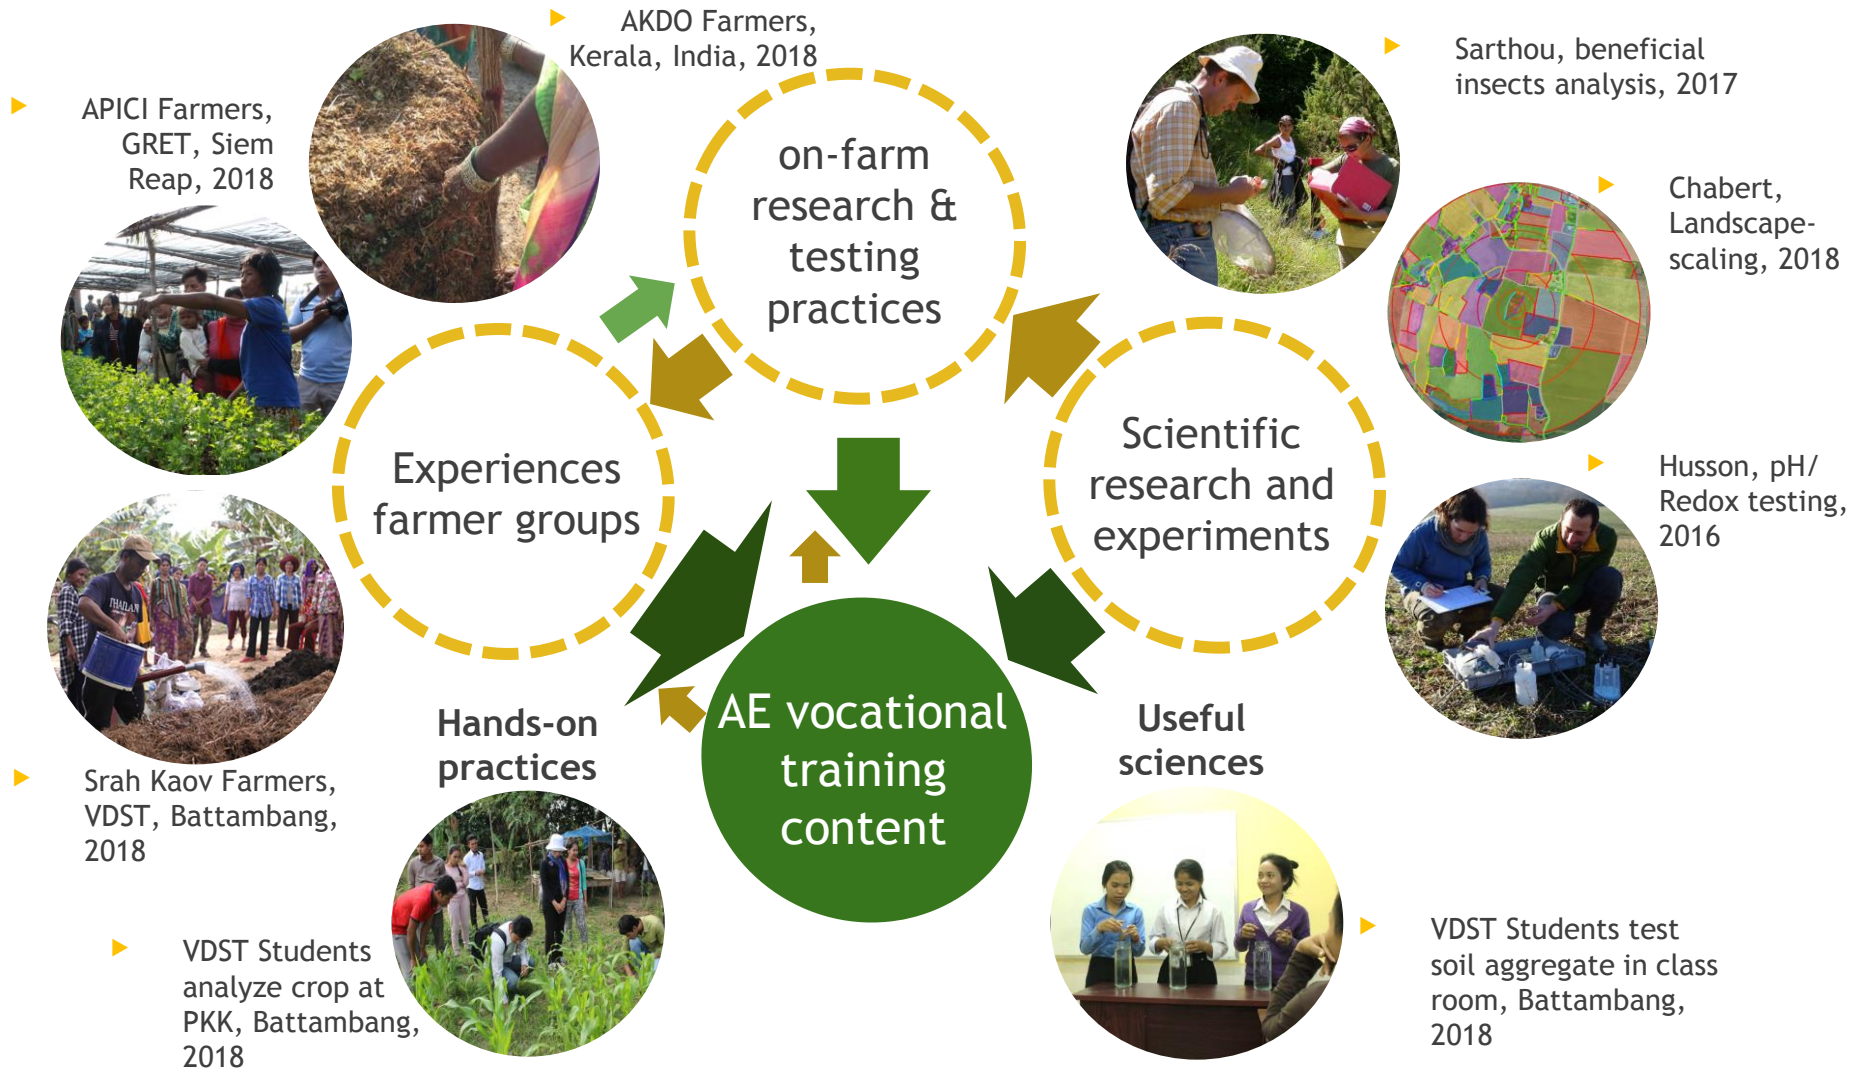 AKDO Farmers,
Kerala, India, 2018
APICI Farmers,
GRET, Siem
Reap, 2018
on-farm
research &
testing
practices
Sarthou, beneficial
insects analysis, 2017
Chabert,
Landscape-
scaling, 2018
Experiences
farmer groups
Scientific
research and
experiments
Husson, pH/
Redox testing,
2016
THAILAND
Srah Kaov Farmers,
VDST, Battambang,
2018
Hands-on
practices
AE vocational
training
content
Useful
sciences
VDST Students
analyze crop at
PKK, Battambang,
2018
VDST Students test
soil aggregate in class
room, Battambang,
2018